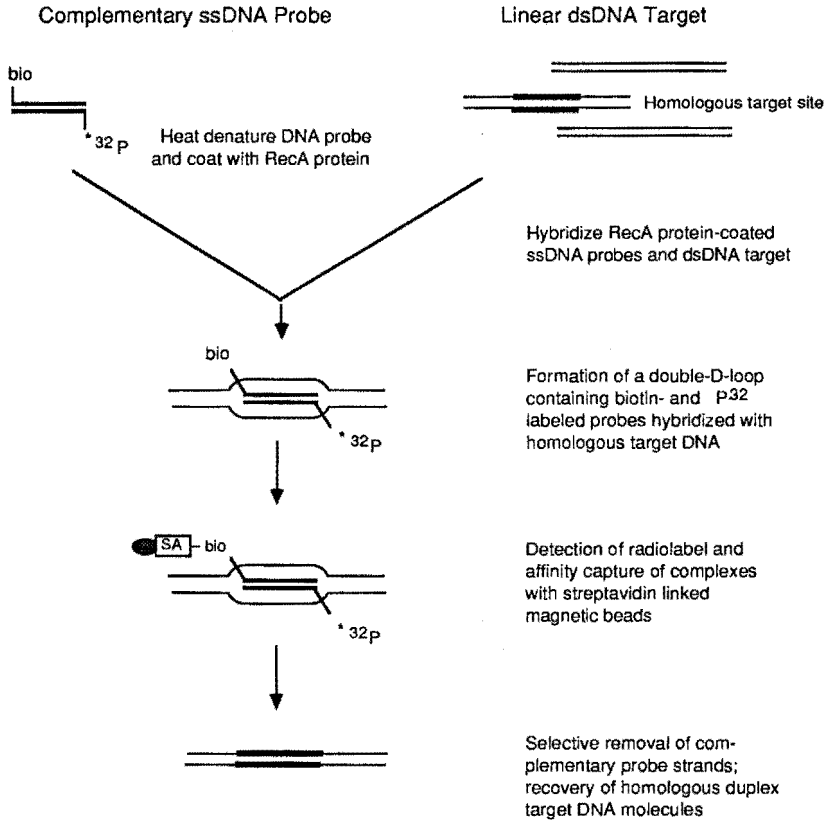 Complementary ssDNA Probe
Linear dsDNA Target
bio
* 32 P
Heat denature DNA probe
and coat with RecA protein
Homologous target site
Hybridize RecA protein-coated
ssDNA probes and dsDNA target
bio
* 32P
Formation of a double-D-loop
containing biotin- and P32
labeled probes hybridized with
homologous target DNA
SA
bio
* 32P
Detection of radiolabel and
affinity capture of complexes
with streptavidin linked
magnetic beads
Selective removal of com-
plementary probe strands;
recovery of homologous duplex
target DNA molecules